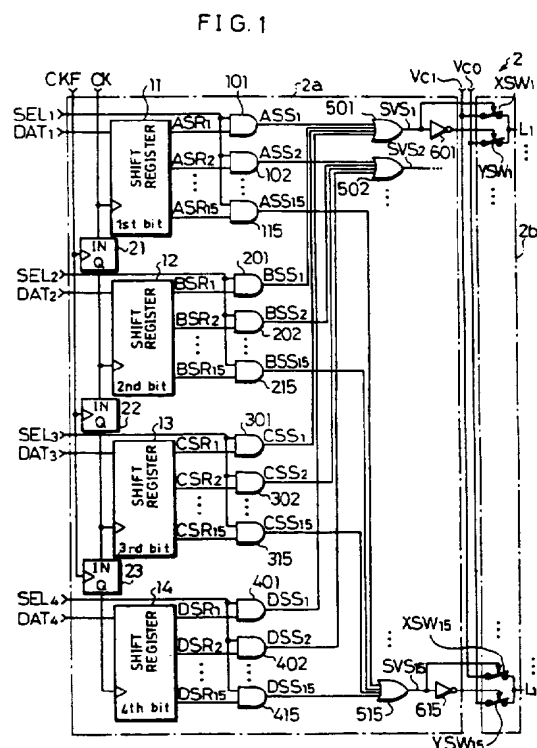 FIG. 1
CKF CK
11 101 2a VC1 VC0 2 XSW1
SEL1
DAT1
SHIFT REGISTER
1st bit
ASR1 ASS1 501 SVS1
601 L1
ASR2 ASS2 SVS2
102 502 YSW1
ASR15 ASS15
115
IN Q 21
2b
SEL2
DAT2
12 201
SHIFT REGISTER
2nd bit
BSR1 BSS1
BSR2 BSS2
202
BSR15 BSS15
215
IN Q
22
SEL3
DAT3
13 301
SHIFT REGISTER
3rd bit
CSR1 CSS1
CSR2 CSS2
302
CSR15 CSS15
315
IN Q 23
SEL4
DAT4
14 401
SHIFT REGISTER
4th bit
DSR1 DSS1
DSR2 DSS2
402
DSR15 DSS15
415
XSW15
SVS15
515 615
YSW15